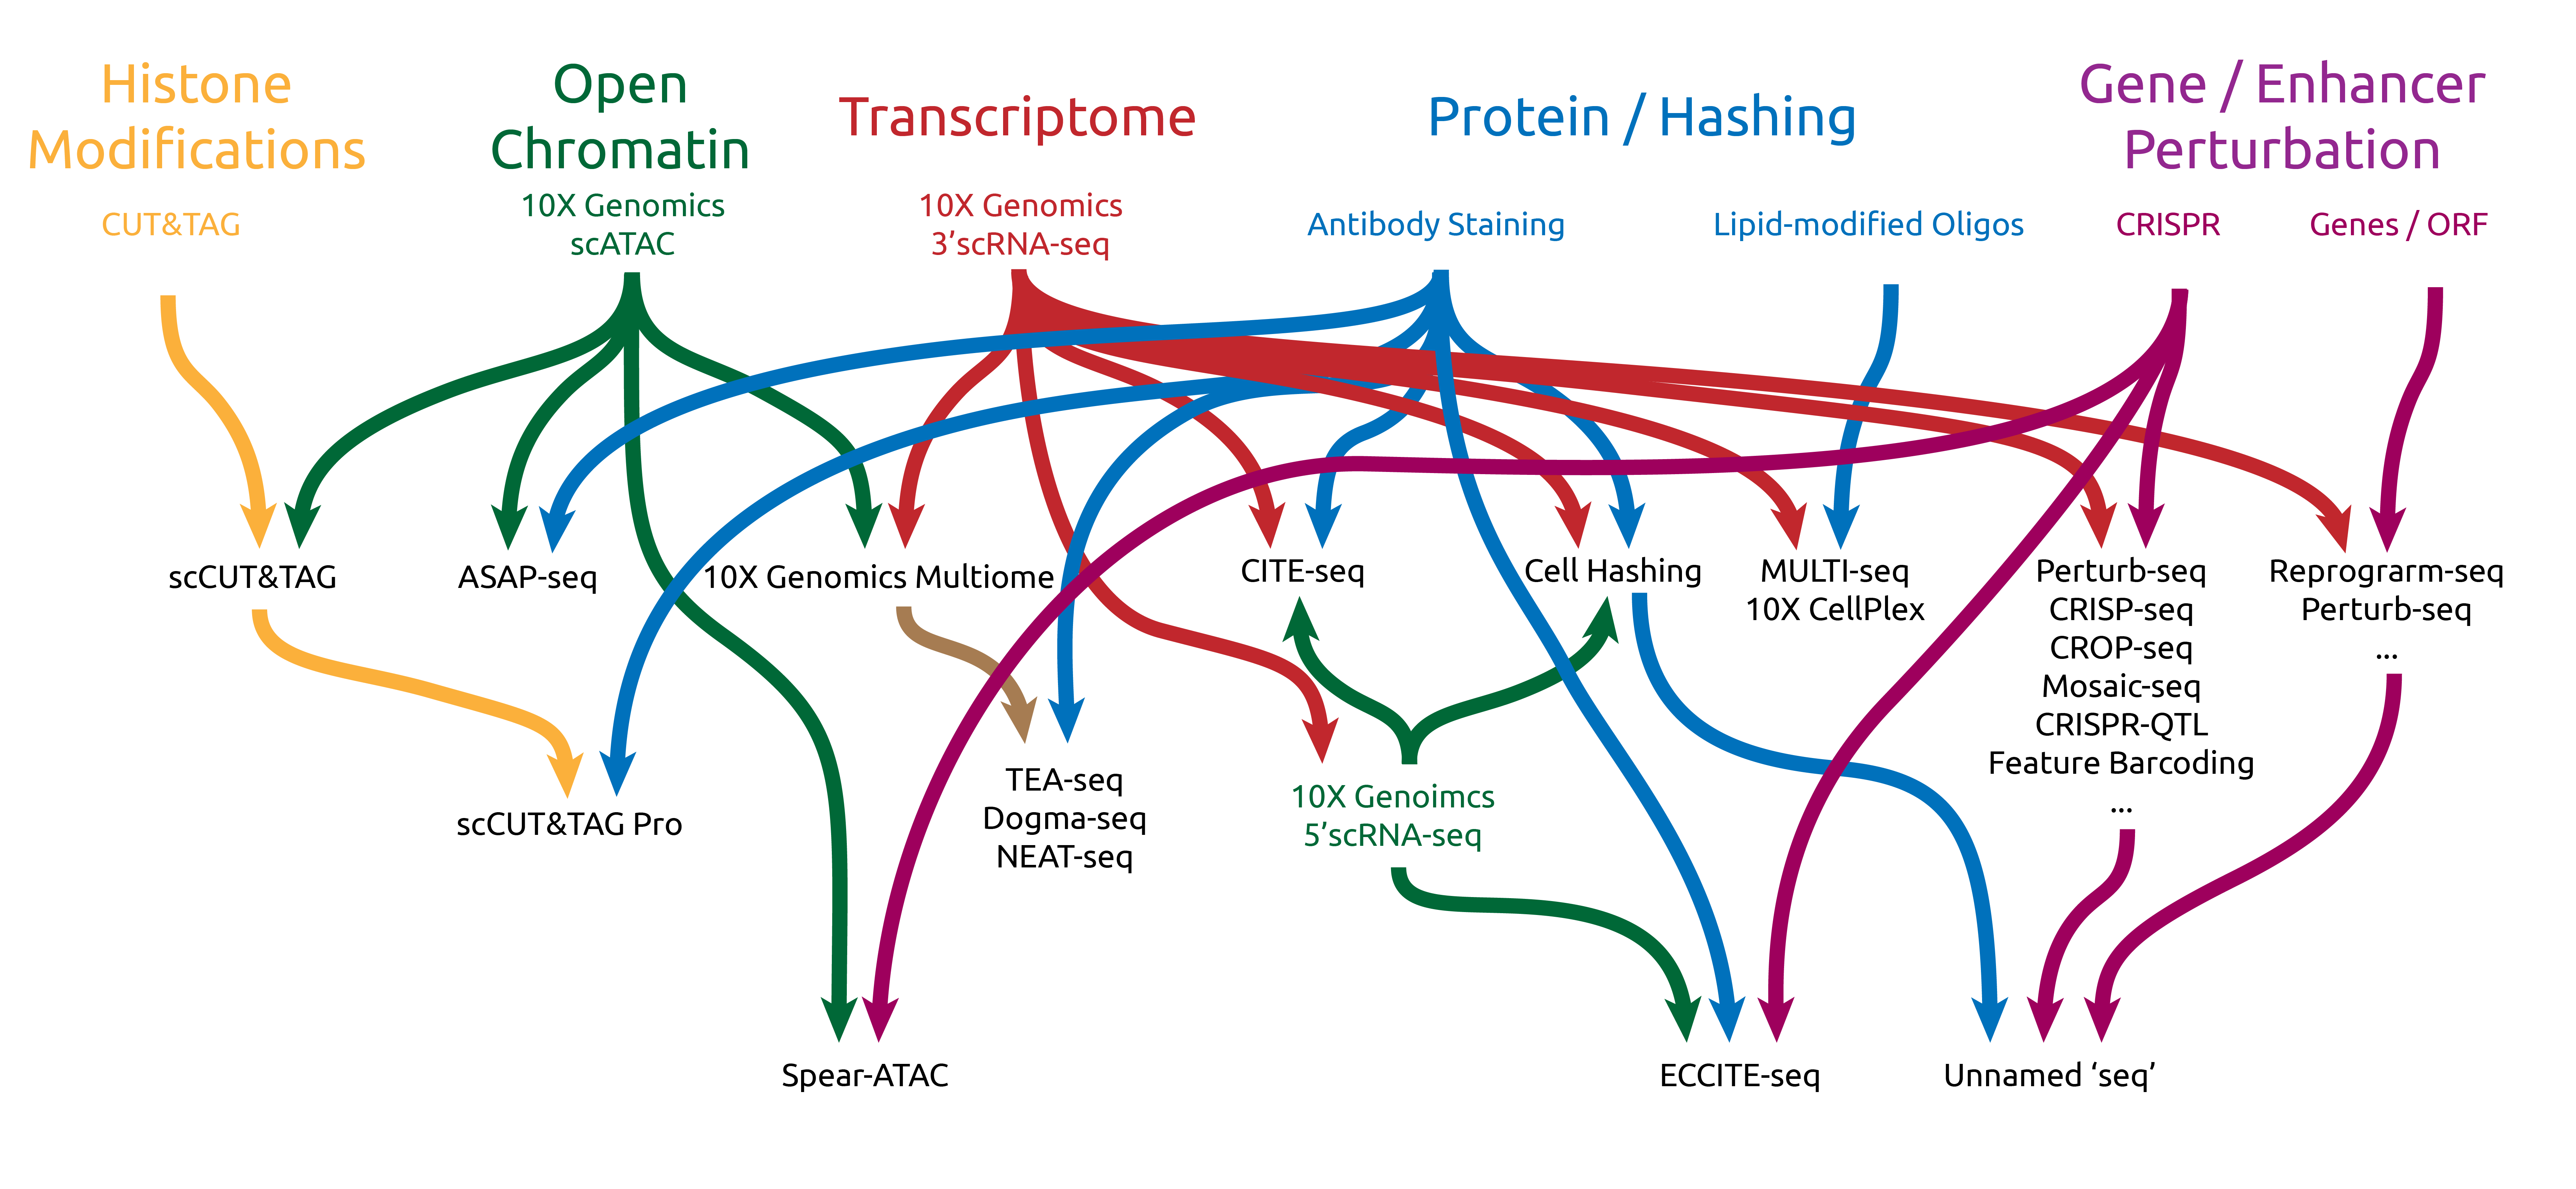 Histone
Modifications
CUT&TAG
Open
Chromatin
10X Genomics
scATAC
Transcriptome
10X Genomics
3’scRNA-seq
Protein / Hashing
Antibody Staining
Lipid-modified Oligos
Gene / Enhancer
Perturbation
CRISPR
Genes / ORF
scCUT&TAG
ASAP-seq
10X Genomics Multiome
CITE-seq
Cell Hashing
MULTI-seq
10X CellPlex
Perturb-seq
CRISP-seq
CROP-seq
Mosaic-seq
CRISPR-QTL
Feature Barcoding
...
Reprograrm-seq
Perturb-seq
...
scCUT&TAG Pro
TEA-seq
Dogma-seq
NEAT-seq
10X Genoimcs
5’scRNA-seq
Spear-ATAC
ECCITE-seq
Unnamed ‘seq’